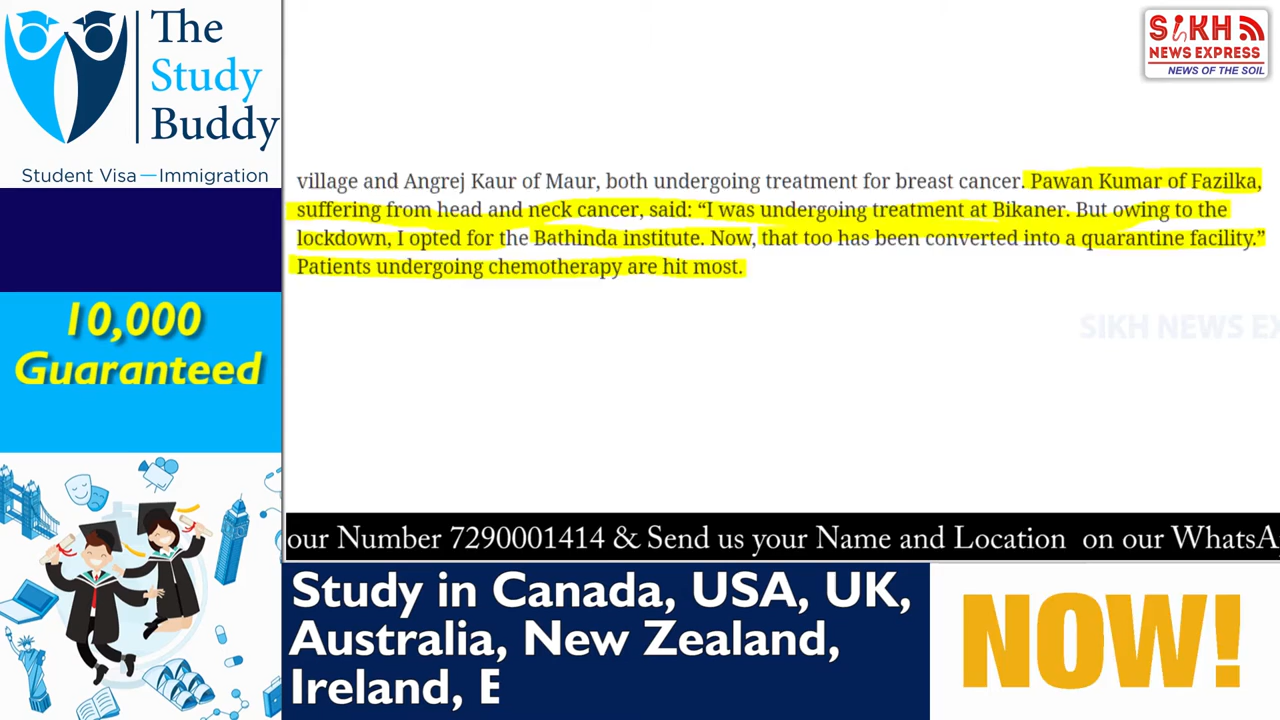 The
Study
Buddy
Student Visa—Immigration
10,000
Guaranteed
SiKH
NEWS EXPRESS
NEWS OF THE SOIL
village and Angrej Kaur of Maur, both undergoing treatment for breast cancer. Pawan Kumar of Fazilka,
suffering from head and neck cancer, said: “I was undergoing treatment at Bikaner. But owing to the
lockdown, I opted for the Bathinda institute. Now, that too has been converted into a quarantine facility.”
Patients undergoing chemotherapy are hit most.
SIKH NEWS EX
our Number 7290001414 & Send us your Name and Location on our WhatsA
Study in Canada, USA, UK,
Australia, New Zealand,
Ireland, E
NOW!